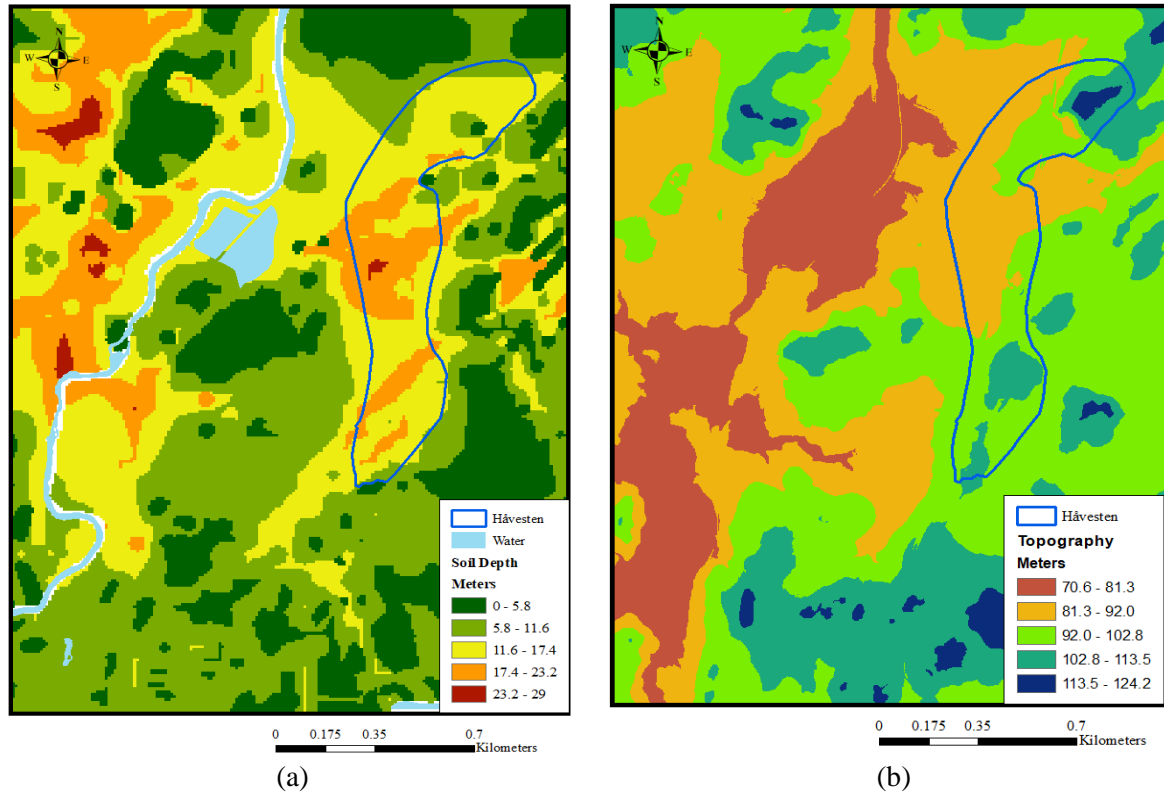 N
W E
S
Håvesten
Water
Soil Depth
Meters
0 - 5.8
5.8 - 11.6
11.6 - 17.4
17.4 - 23.2
23.2 - 29
0 0.175 0.35 0.7
Kilometers
(a)
N
W E
S
Håvesten
Topography
Meters
70.6 - 81.3
81.3 - 92.0
92.0 - 102.8
102.8 - 113.5
113.5 - 124.2
0 0.175 0.35 0.7
Kilometers
(b)